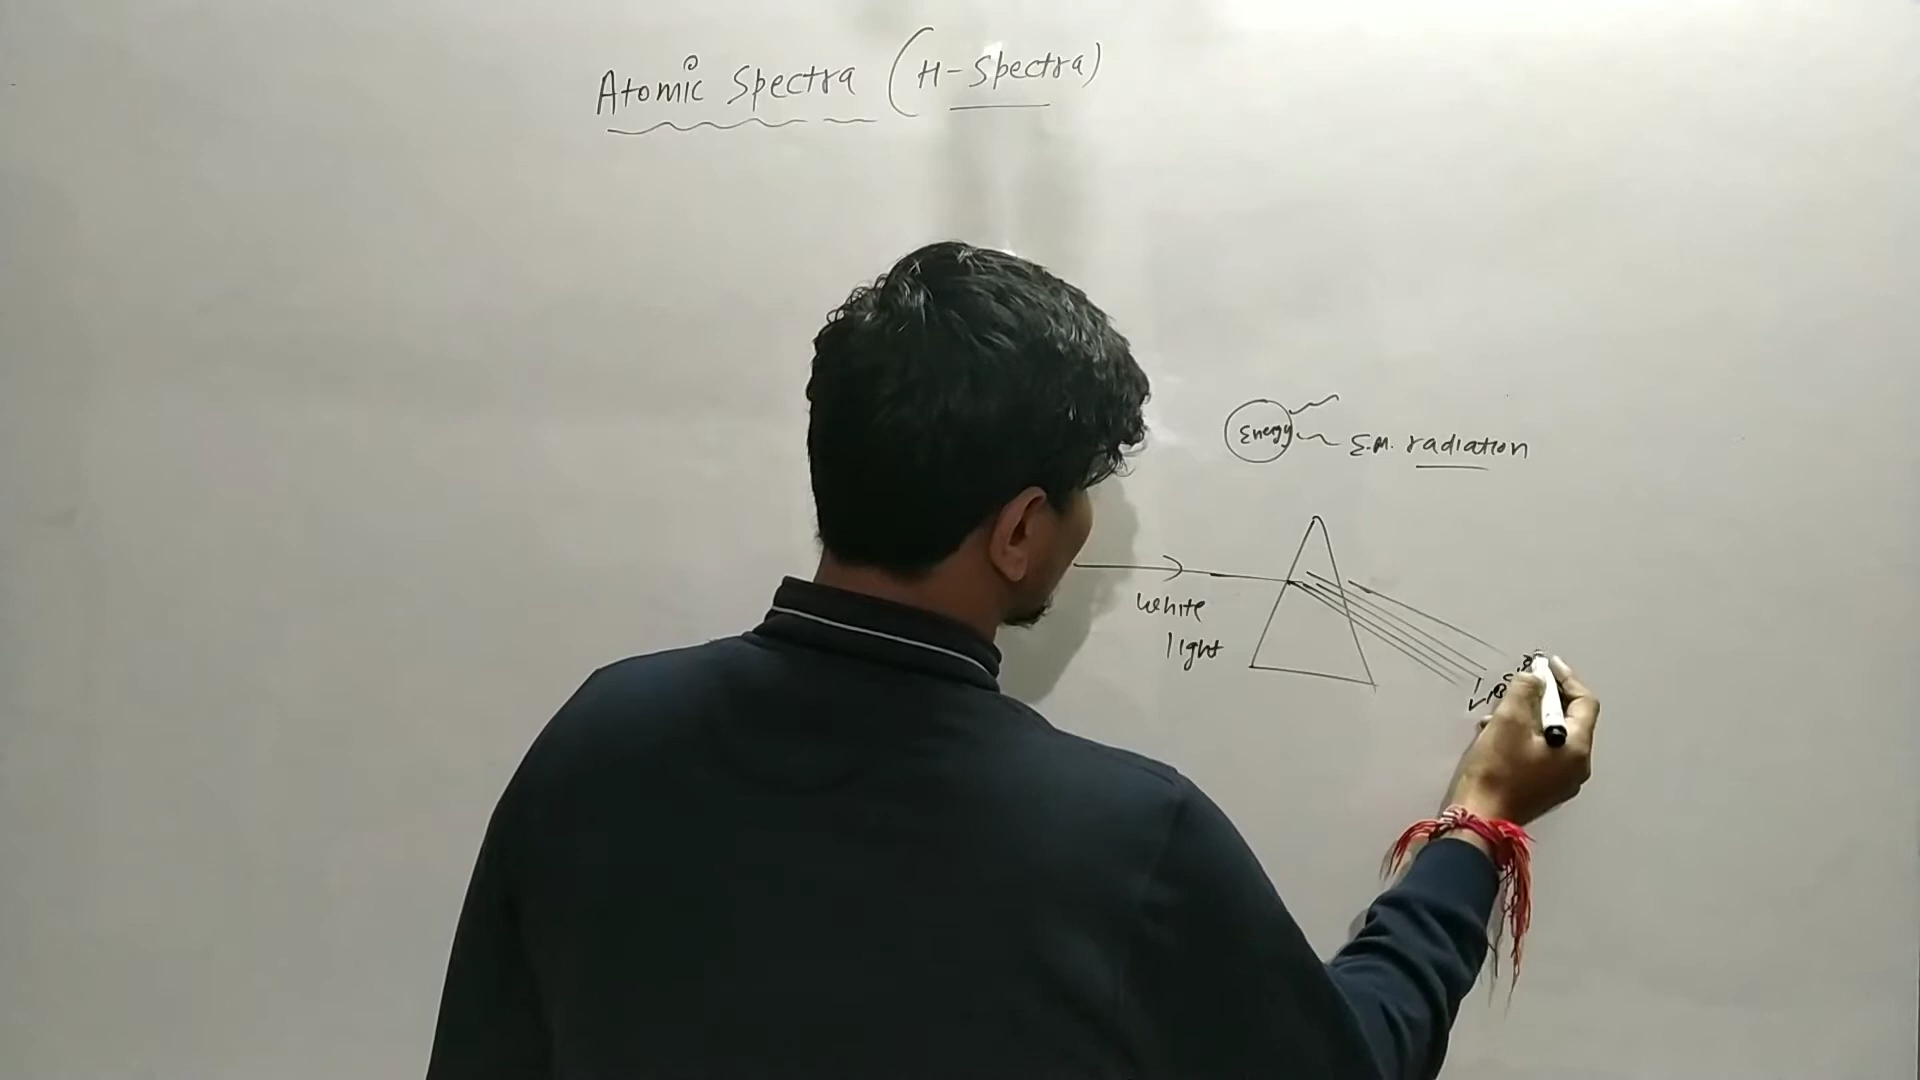 Atomic Spectra (H-Spectra)
Energy
E.M. radiation
White
light